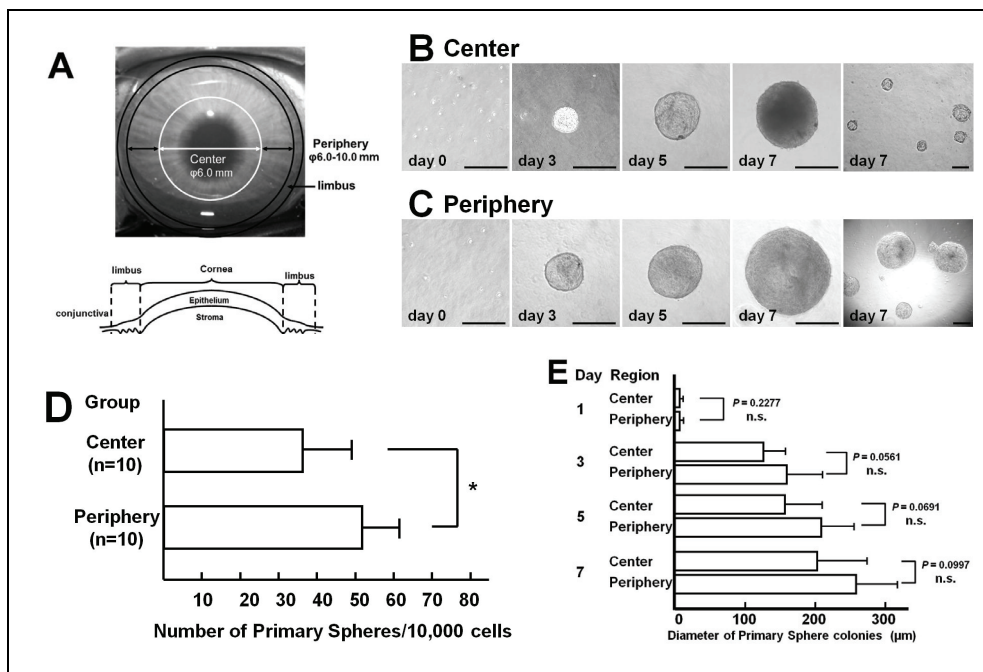 A
Center
φ6.0 mm
Periphery
φ6.0-10.0 mm
limbus
limbus
Cornea
limbus
conjunctiva
Epithelium
Stroma
B Center
day 0
day 3
day 5
day 7
day 7
C Periphery
day 0
day 3
day 5
day 7
day 7
D
Group
Center
(n=10)
Periphery
(n=10)
*
10 20 30 40 50 60 70 80
Number of Primary Spheres/10,000 cells
E Day Region
1 Center
Periphery
P = 0.2277
n.s.
3 Center
Periphery
P = 0.0561
n.s.
5 Center
Periphery
P = 0.0691
n.s.
7 Center
Periphery
P = 0.0997
n.s.
0 100 200 300
Diameter of Primary Sphere colonies (μm)